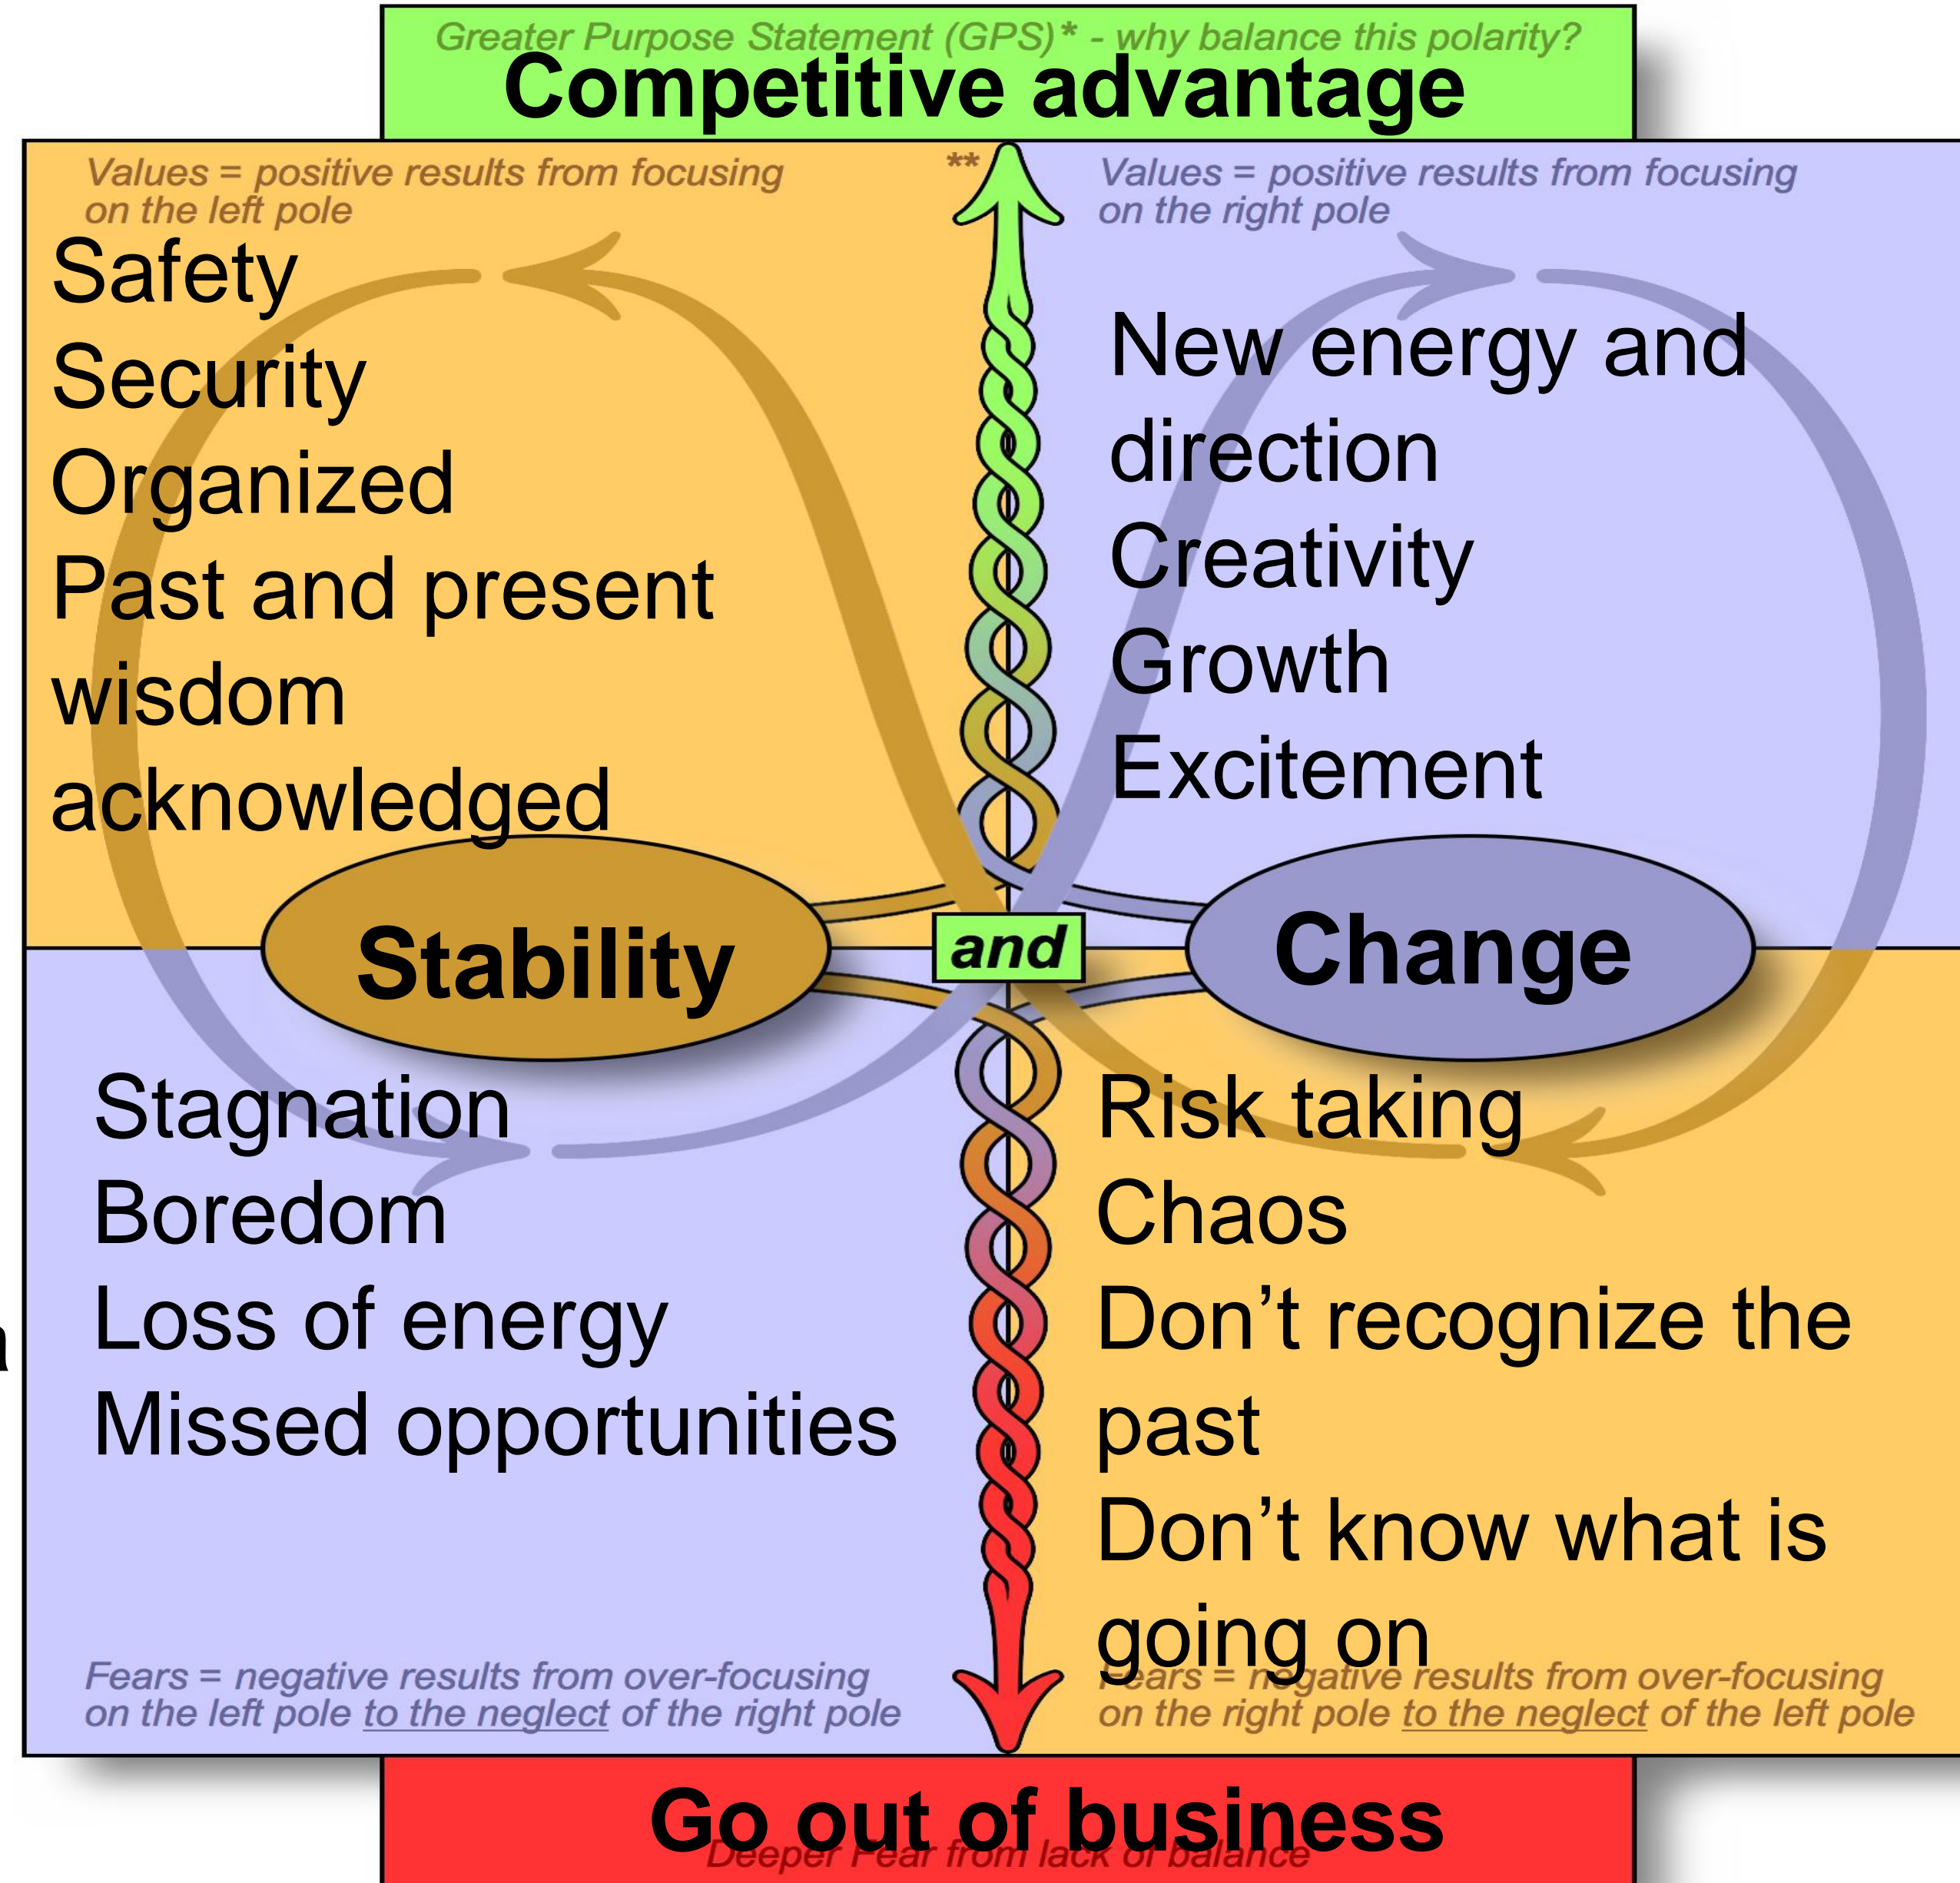 Greater Purpose Statement (GPS)* - why balance this polarity?
Competitive advantage
Values = positive results from focusing
on the left pole
**
Values = positive results from focusing
on the right pole
Safety
Security
Organized
Past and present
wisdom
acknowledged
New energy and
direction
Creativity
Growth
Excitement
Stability
and
Change
Stagnation
Boredom
Loss of energy
Missed opportunities
Risk taking
Chaos
Don’t recognize the
past
Don’t know what is
going on
Fears = negative results from over-focusing
on the left pole to the neglect of the right pole
Fears = negative results from over-focusing
on the right pole to the neglect of the left pole
Go out of business
Deeper Fear from lack of balance